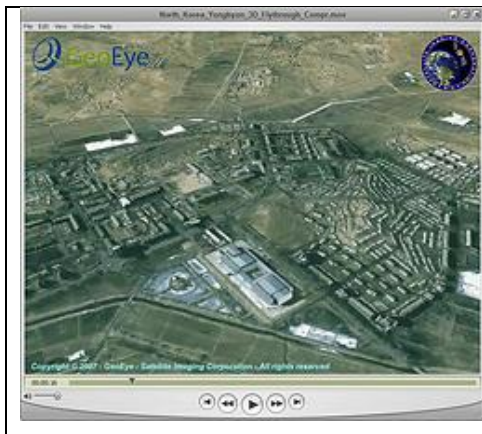 North_Korea_Yongbyon_3D_Flythrough_Compr.mov
File Edit View Window Help
GeoEye
Copyright © 2007 - GeoEye - Satellite Imaging Corporation - All rights reserved